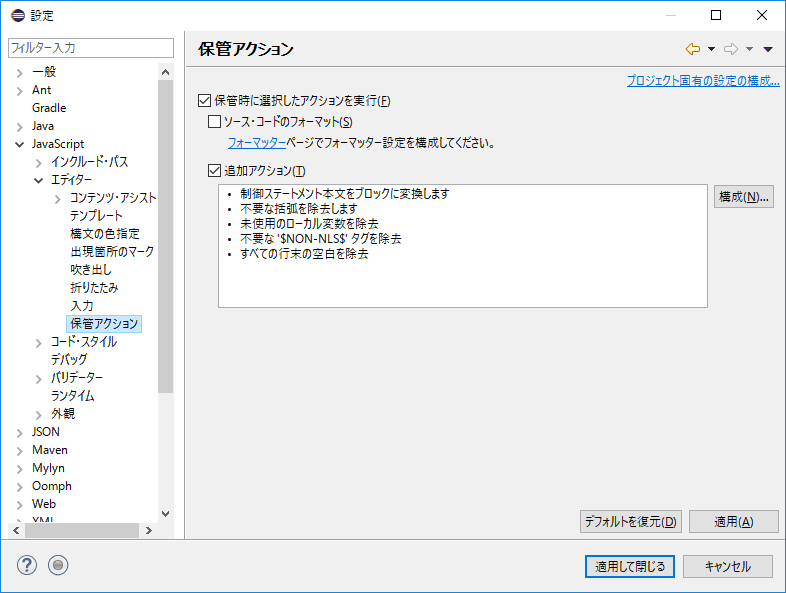 設定
フィルター入力
一般
Ant
Gradle
Java
JavaScript
インクルード・パス
エディター
コンテンツ・アシスト
テンプレート
構文の色指定
出現箇所のマーク
吹き出し
折りたたみ
入力
保管アクション
コード・スタイル
デバッグ
バリデーター
ランタイム
外観
JSON
Maven
Mylyn
Oomph
Web
XML
保管アクション
プロジェクト固有の設定の構成...
保管時に選択したアクションを実行(F)
ソース・コードのフォーマット(S)
フォーマッターページでフォーマッター設定を構成してください。
追加アクション(T)
• 制御ステートメント本文をブロックに変換します
• 不要な括弧を除去します
• 未使用のローカル変数を除去
• 不要な '$NON-NLS$' タグを除去
• すべての行末の空白を除去
構成(N)...
デフォルトを復元(D)
適用(A)
適用して閉じる
キャンセル